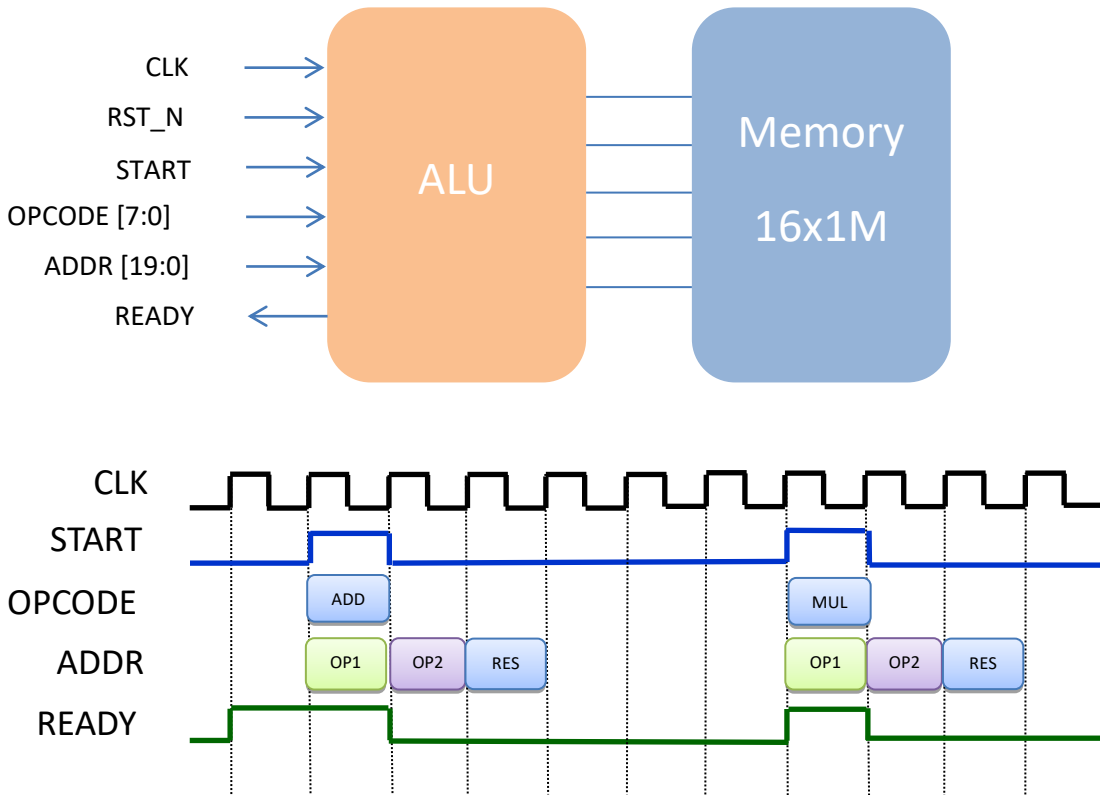 CLK
RST_N
START
OPCODE [7:0]
ADDR [19:0]
READY
ALU
Memory
16x1M
CLK
START
OPCODE
ADD
MUL
ADDR
OP1
OP2
RES
OP1
OP2
RES
READY